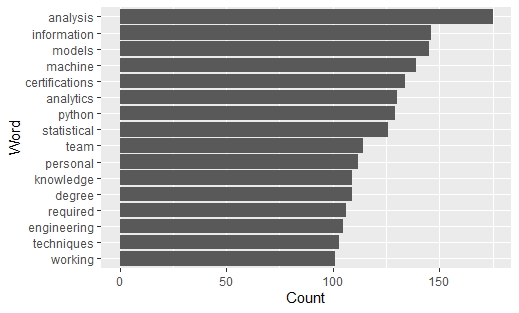 analysis
information
models
machine
certifications
analytics
python
statistical
team
personal
knowledge
degree
required
engineering
techniques
working
Word
0 50 100 150
Count